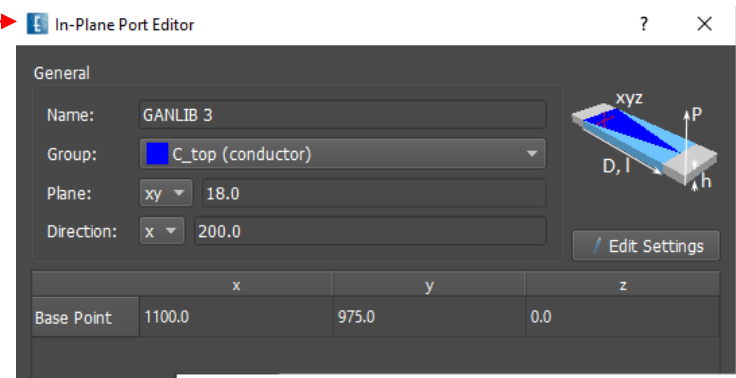 In-Plane Port Editor ? ×
General
Name: GANLIB 3
Group: C_top (conductor)
Plane: xy 18.0
Direction: x 200.0
xyz
P
D, l
h
Edit Settings
x y z
Base Point 1100.0 975.0 0.0